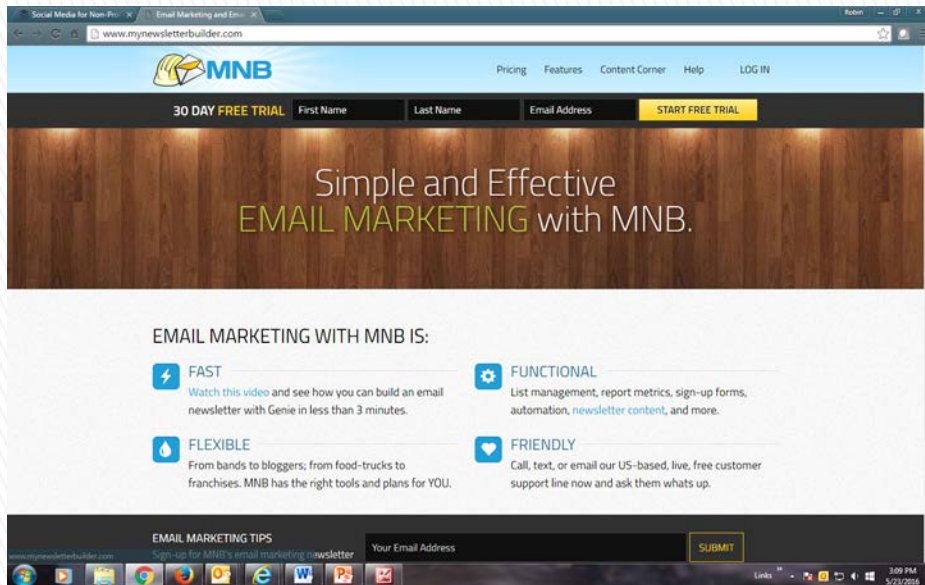 Social Media for Non-Pro
Email Marketing and Em
Robin
www.mynewsletterbuilder.com
MNB
Pricing Features Content Corner Help LOG IN
30 DAY FREE TRIAL First Name Last Name Email Address START FREE TRIAL
Simple and Effective
EMAIL MARKETING with MNB.
EMAIL MARKETING WITH MNB IS:
FAST
Watch this video and see how you can build an email
newsletter with Genie in less than 3 minutes.
FUNCTIONAL
List management, report metrics, sign-up forms,
automation, newsletter content, and more.
FLEXIBLE
From bands to bloggers; from food-trucks to
franchises. MNB has the right tools and plans for YOU.
FRIENDLY
Call, text, or email our US-based, live, free customer
support line now and ask them whats up.
EMAIL MARKETING TIPS
Sign-up for MNB's email marketing newsletter
Your Email Address SUBMIT
www.mynewsletterbuilder.com
Links
3:09 PM
5/23/2016